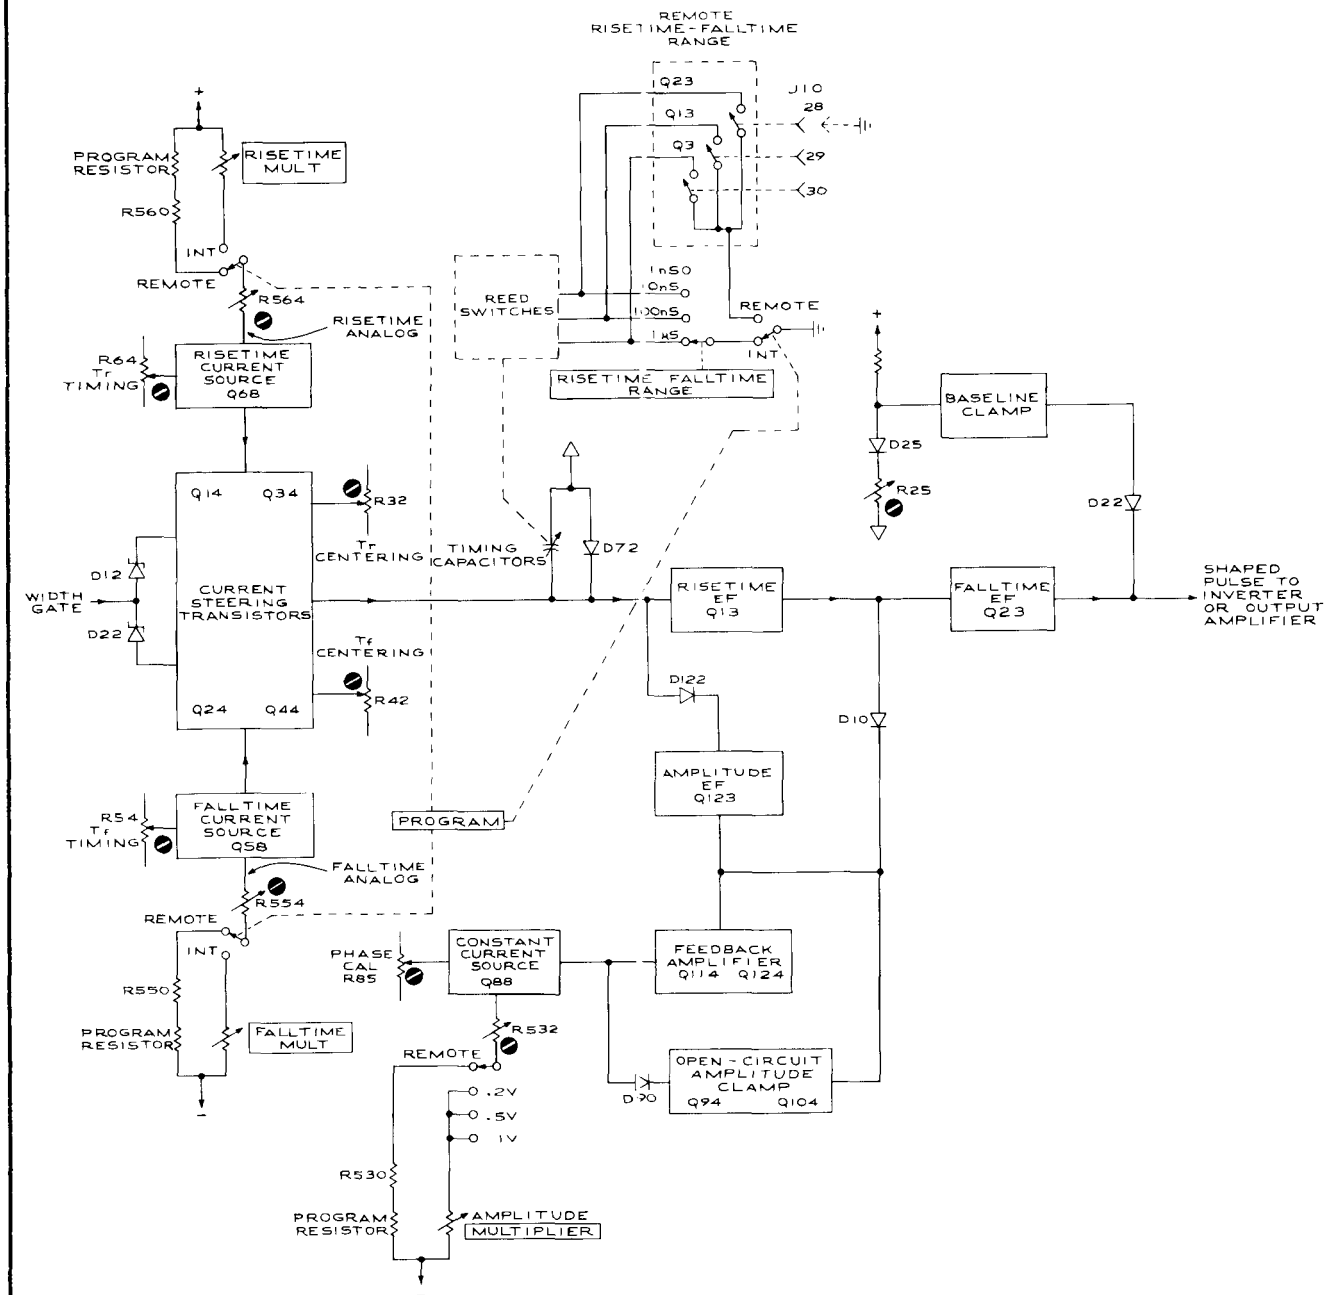 REMOTE
RISETIME-FALLTIME
RANGE
Q23
J10
28
Q13
29
Q3
30
+
PROGRAM
RESISTOR
RISETIME
MULT
R560
INT
REMOTE
R564
RISETIME
ANALOG
R64
Tr
TIMING
RISETIME
CURRENT
SOURCE
Q68
REED
SWITCHES
1nS
10nS
100nS
1µS
REMOTE
INT
RISETIME FALLTIME
RANGE
+
BASELINE
CLAMP
D25
R25
D22
Q14 Q34
R32
Tr
CENTERING
TIMING
CAPACITORS
D72
D12
WIDTH
GATE
D22
CURRENT
STEERING
TRANSISTORS
Tf
CENTERING
R42
Q24 Q44
RISETIME
EF
Q13
FALLTIME
EF
Q23
SHAPED
PULSE TO
INVERTER
OR OUTPUT
AMPLIFIER
D122
D10
AMPLITUDE
EF
Q123
R54
Tf
TIMING
FALLTIME
CURRENT
SOURCE
Q58
PROGRAM
FALLTIME
ANALOG
R554
REMOTE
INT
R550
PROGRAM
RESISTOR
FALLTIME
MULT
-
PHASE
CAL
R85
CONSTANT
CURRENT
SOURCE
Q88
FEEDBACK
AMPLIFIER
Q114 Q124
R532
REMOTE
.2V
.5V
1V
D90
OPEN-CIRCUIT
AMPLITUDE
CLAMP
Q94 Q104
R530
PROGRAM
RESISTOR
AMPLITUDE
MULTIPLIER
-